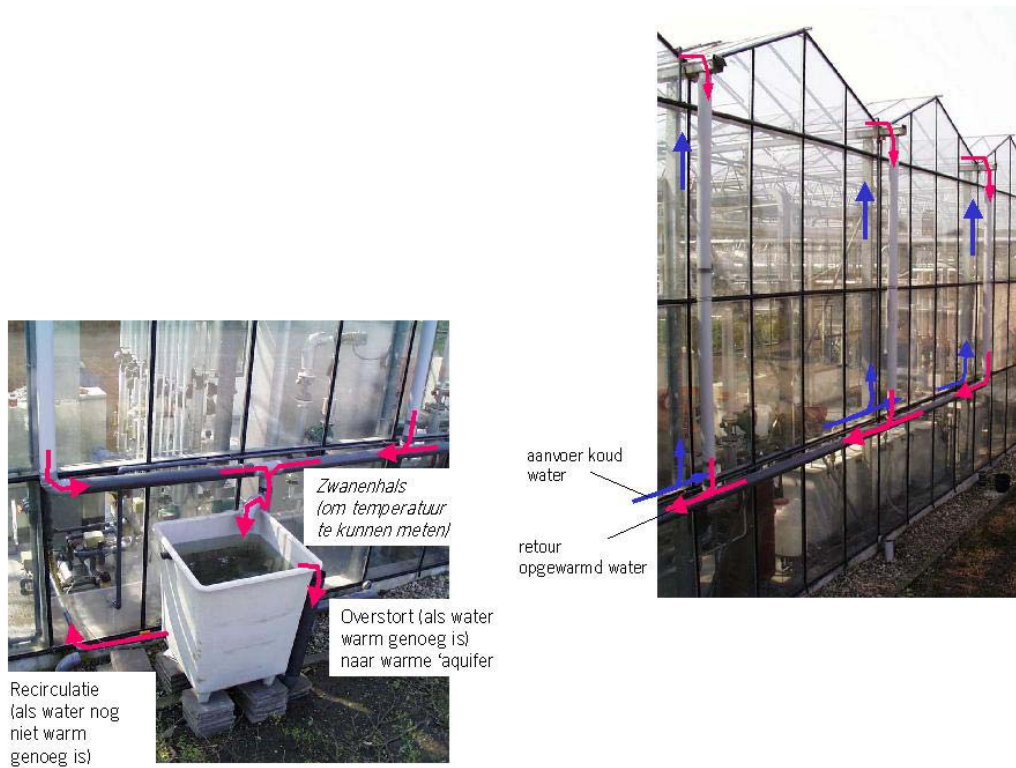 Zwanenhals
(om temperatuur
te kunnen meten)
Overstort (als water
warm genoeg is)
naar warme 'aquifer
Recirculatie
(als water nog
niet warm
genoeg is)
aanvoer koud
water
retour
opgewarmd water